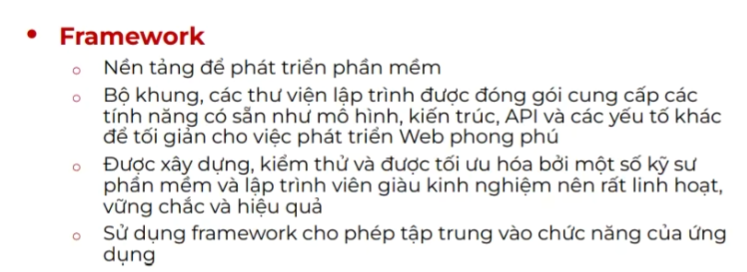 • Framework
○ Nền tảng để phát triển phần mềm
○ Bộ khung, các thư viện lập trình được đóng gói cung cấp các
tính năng có sẵn như mô hình, kiến trúc, API và các yếu tố khác
để tối giản cho việc phát triển Web phong phú
○ Được xây dựng, kiểm thử và được tối ưu hóa bởi một số kỹ sư
phần mềm và lập trình viên giàu kinh nghiệm nên rất linh hoạt,
vững chắc và hiệu quả
○ Sử dụng framework cho phép tập trung vào chức năng của ứng
dụng